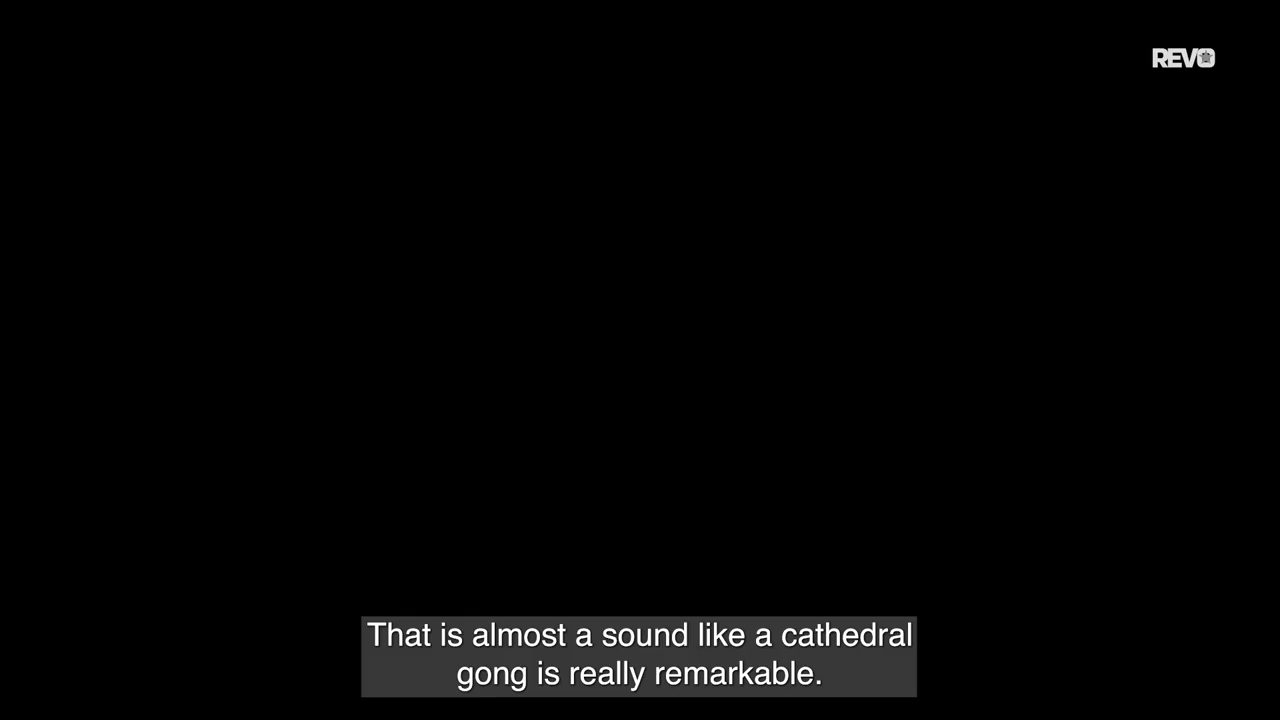 REVO
That is almost a sound like a cathedral
gong is really remarkable.